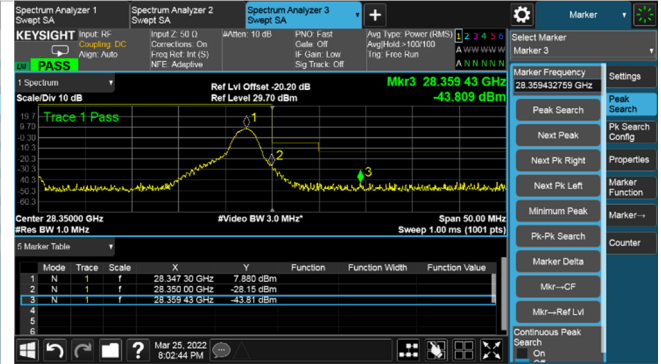 Spectrum Analyzer 1
Swept SA
Spectrum Analyzer 2
Swept SA
Spectrum Analyzer 3
Swept SA
Marker
KEYSIGHT
Input: RF
Coupling: DC
Align: Auto
Input Z: 50 Ω
Corrections: On
Freq Ref: Int (S)
NFE: Adaptive
#Atten: 10 dB
PNO: Fast
Gate: Off
IF Gain: Low
Sig Track: Off
Avg Type: Power (RMS)
Avg|Hold:>100/100
Trig: Free Run
1 2 3 4 5 6
A W W W W W
A N N N N N
LV
PASS
Select Marker
Marker 3
1 Spectrum
Scale/Div 10 dB
Ref Lvl Offset -20.20 dB
Ref Level 29.70 dBm
Mkr3 28.359 43 GHz
-43.809 dBm
Trace 1 Pass
19.7
9.70
-0.30
-10.3
-20.3
-30.3
-40.3
-50.3
-60.3
1
2
3
Center 28.35000 GHz
#Res BW 1.0 MHz
#Video BW 3.0 MHz*
Span 50.00 MHz
Sweep 1.00 ms (1001 pts)
5 Marker Table
Mode Trace Scale X Y Function Function Width Function Value
1 N 1 f 28.347 30 GHz 7.880 dBm
2 N 1 f 28.350 00 GHz -28.15 dBm
3 N 1 f 28.359 43 GHz -43.81 dBm
4
5
6
Marker Frequency
28.359432759 GHz
Peak Search
Next Peak
Next Pk Right
Next Pk Left
Minimum Peak
Pk-Pk Search
Marker Delta
Mkr→CF
Mkr→Ref Lvl
Continuous Peak
Search
On
Off
Settings
Peak
Search
Pk Search
Config
Properties
Marker
Function
Marker→
Counter
?
Mar 25, 2022
8:02:44 PM